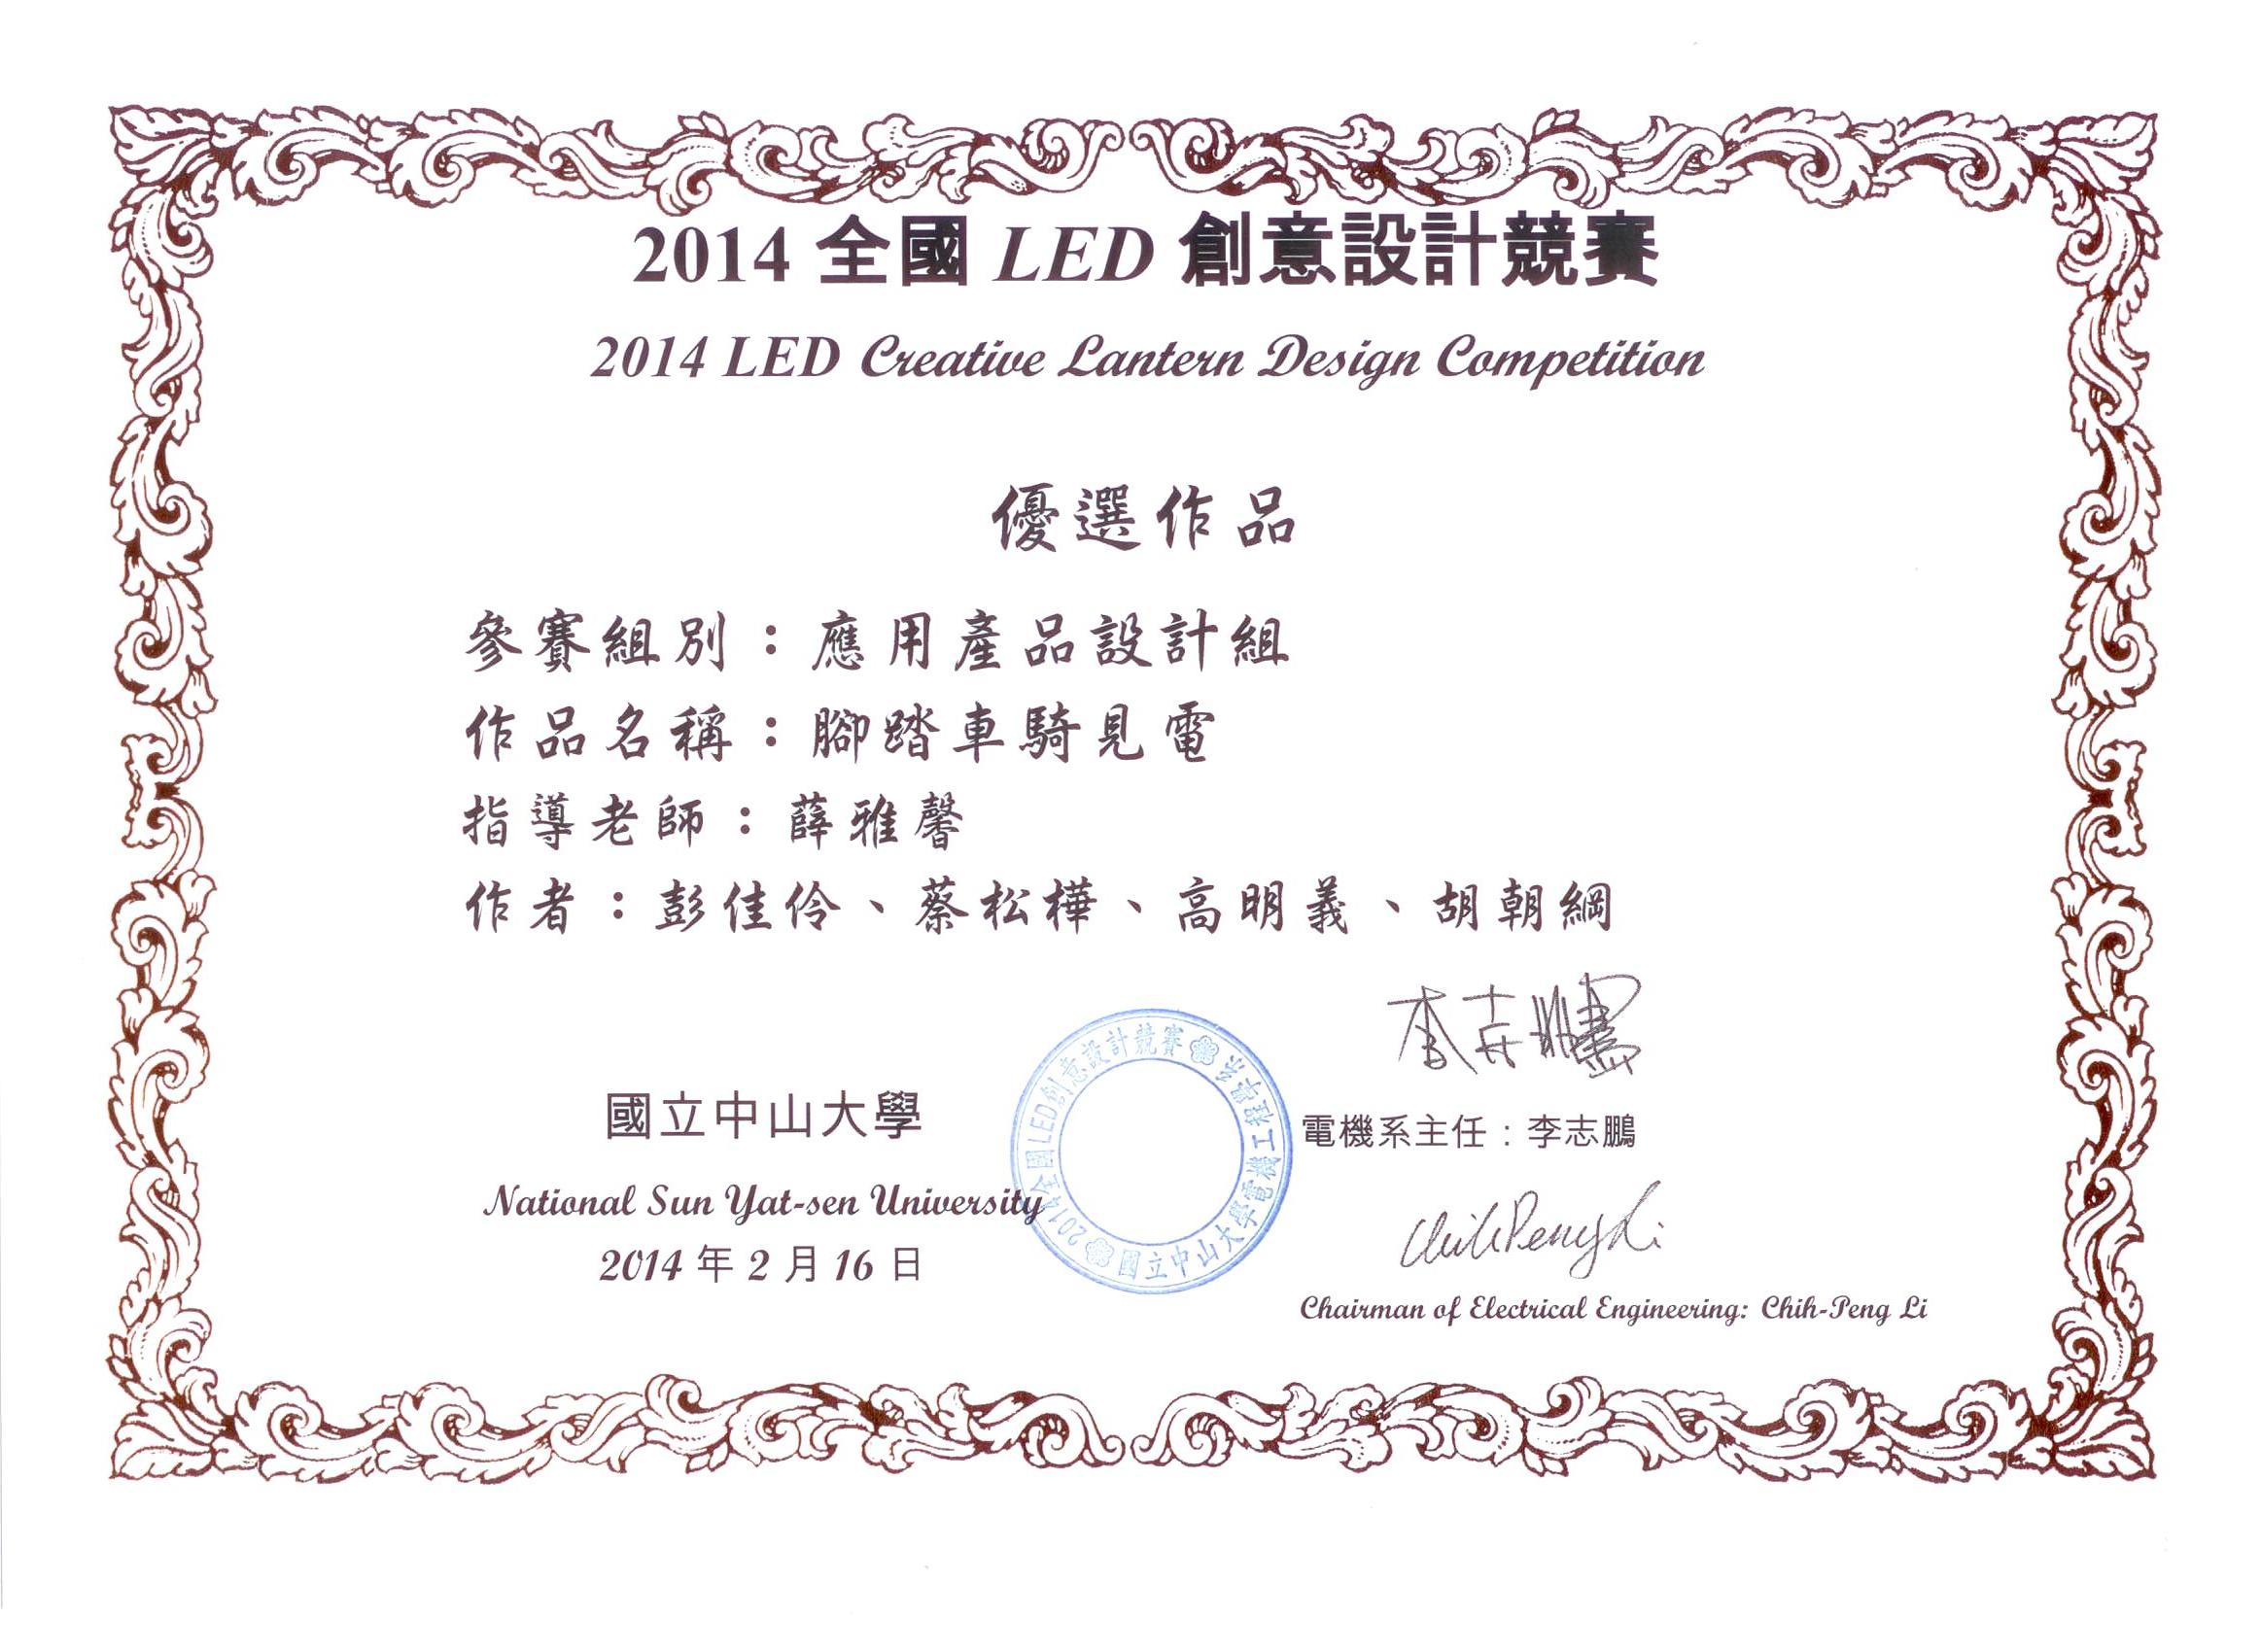 2014 全國 LED 創意設計競賽
2014 LED Creative Lantern Design Competition
優選作品
參賽組別：應用產品設計組
作品名稱：腳踏車騎見電
指導老師：薛雅馨
作者：彭佳伶、蔡松樺、高明義、胡朝綱
李志鵬
2014全國LED創意設計競賽
國立中山大學電機工程學系
國立中山大學
電機系主任：李志鵬
National Sun Yat-sen University
Chih Peng Li
2014 年 2 月 16 日
Chairman of Electrical Engineering: Chih-Peng Li